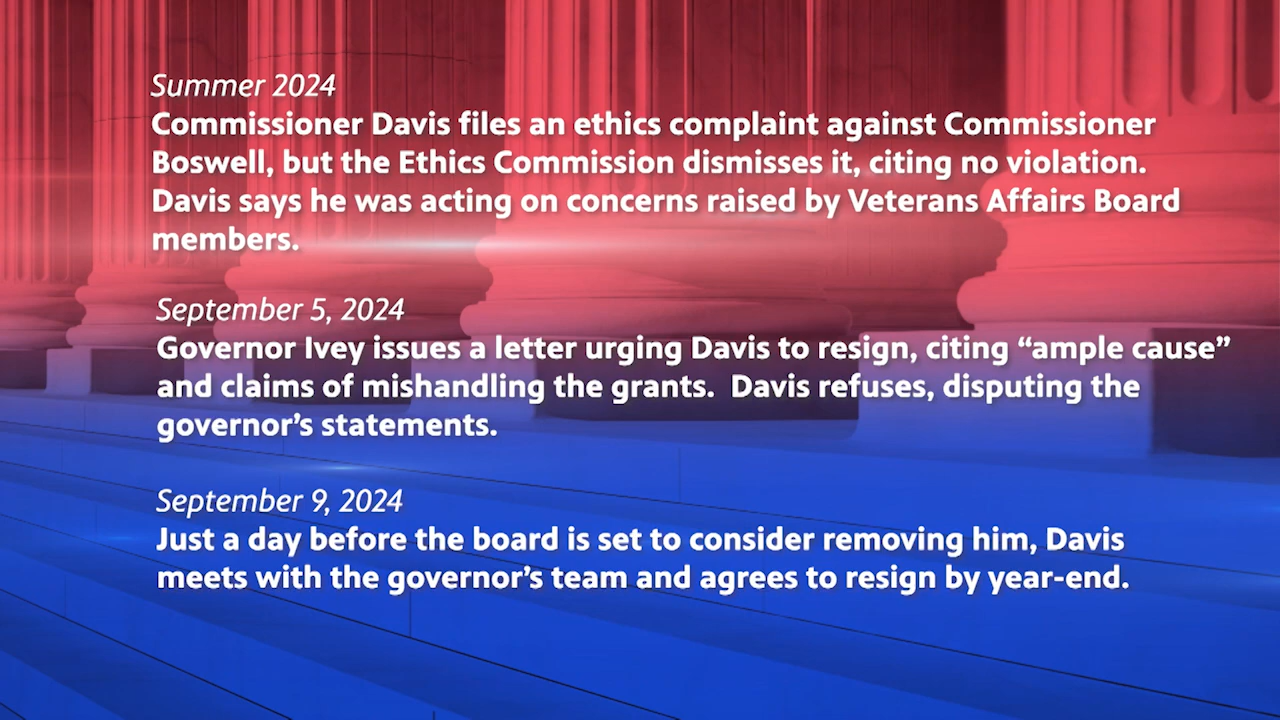 Summer 2024
Commissioner Davis files an ethics complaint against Commissioner
Boswell, but the Ethics Commission dismisses it, citing no violation.
Davis says he was acting on concerns raised by Veterans Affairs Board
members.
September 5, 2024
Governor Ivey issues a letter urging Davis to resign, citing “ample cause”
and claims of mishandling the grants.  Davis refuses, disputing the
governor’s statements.
September 9, 2024
Just a day before the board is set to consider removing him, Davis
meets with the governor’s team and agrees to resign by year-end.